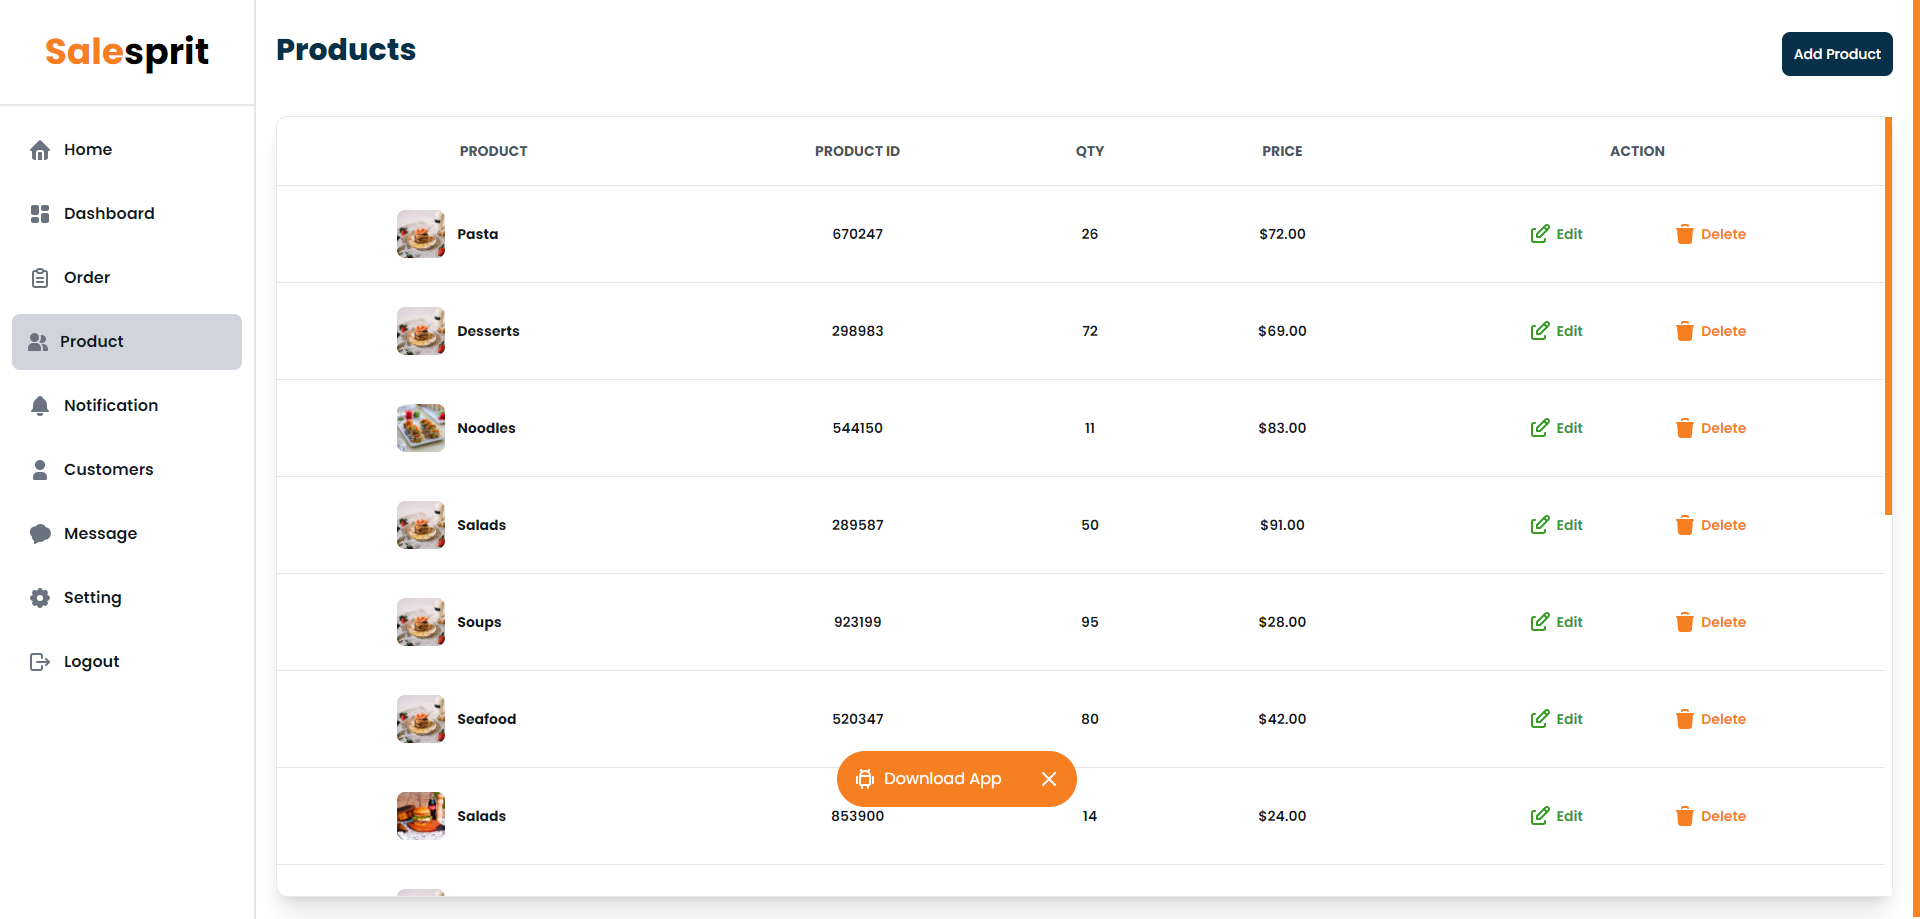 Salesprit
Home
Dashboard
Order
Product
Notification
Customers
Message
Setting
Logout
Products
Add Product
PRODUCT PRODUCT ID QTY PRICE ACTION
Pasta 670247 26 $72.00 Edit Delete
Desserts 298983 72 $69.00 Edit Delete
Noodles 544150 11 $83.00 Edit Delete
Salads 289587 50 $91.00 Edit Delete
Soups 923199 95 $28.00 Edit Delete
Seafood 520347 80 $42.00 Edit Delete
Download App
Salads 853900 14 $24.00 Edit Delete